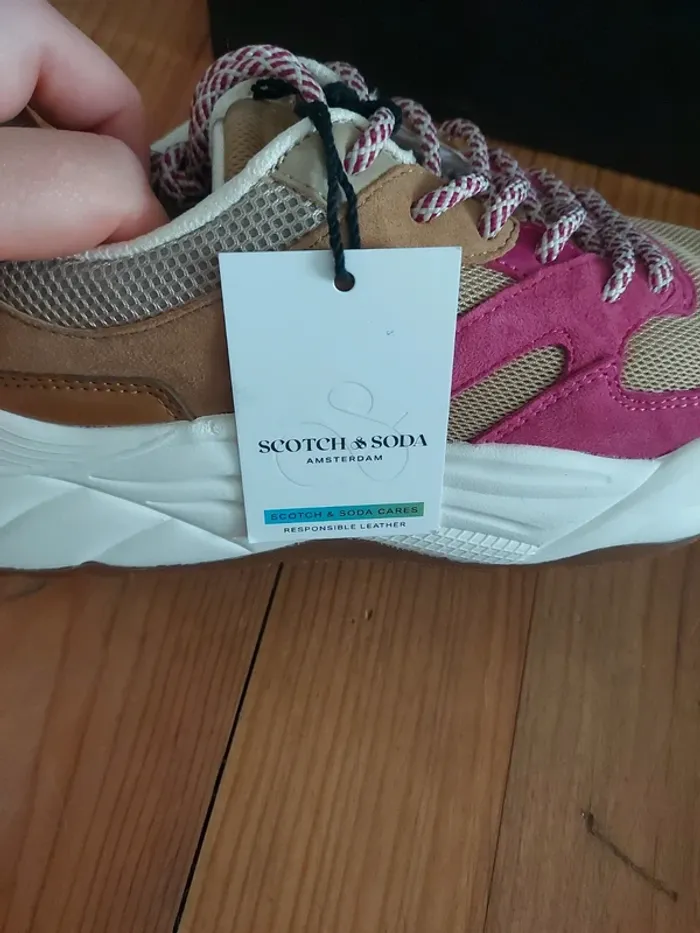 SCOTCH & SODA
AMSTERDAM
SCOTCH & SODA CARES
RESPONSIBLE LEATHER